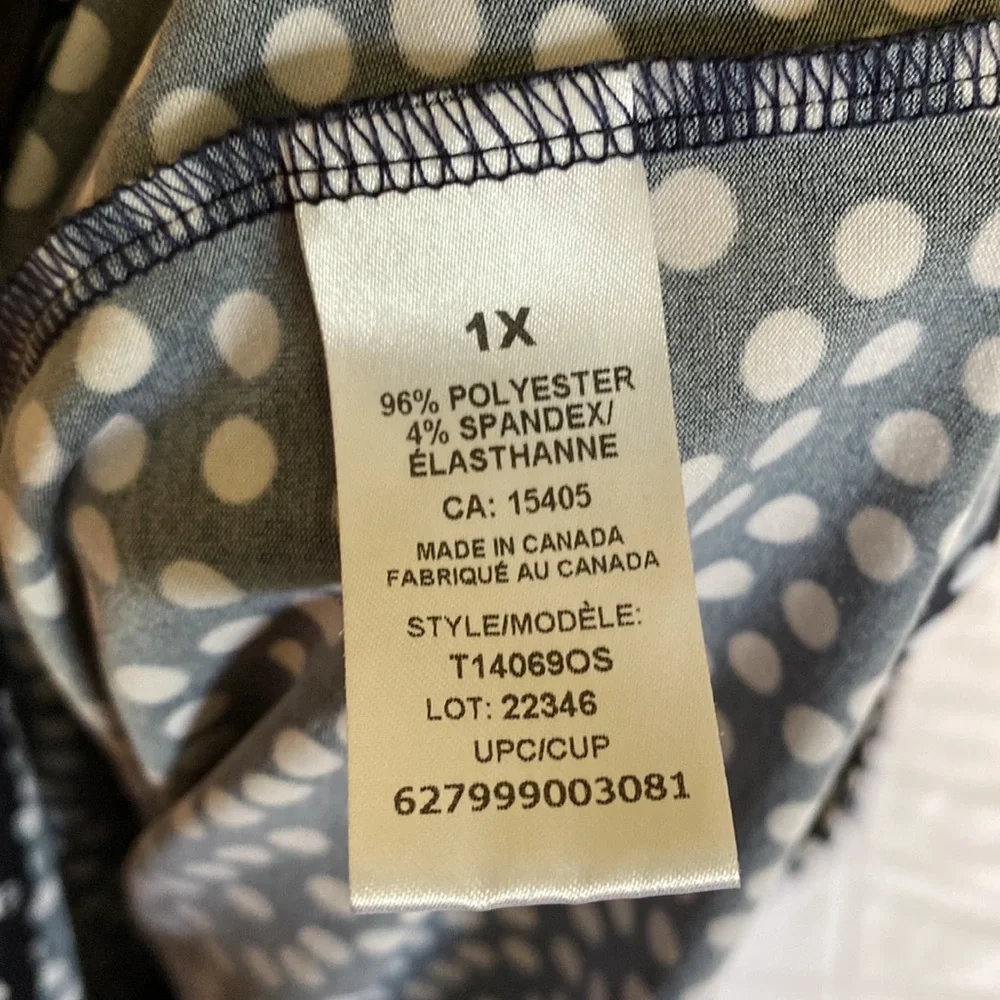 1X
96% POLYESTER
4% SPANDEX/
ÉLASTHANNE
CA: 15405
MADE IN CANADA
FABRIQUÉ AU CANADA
STYLE/MODÈLE:
T14069OS
LOT: 22346
UPC/CUP
627999003081